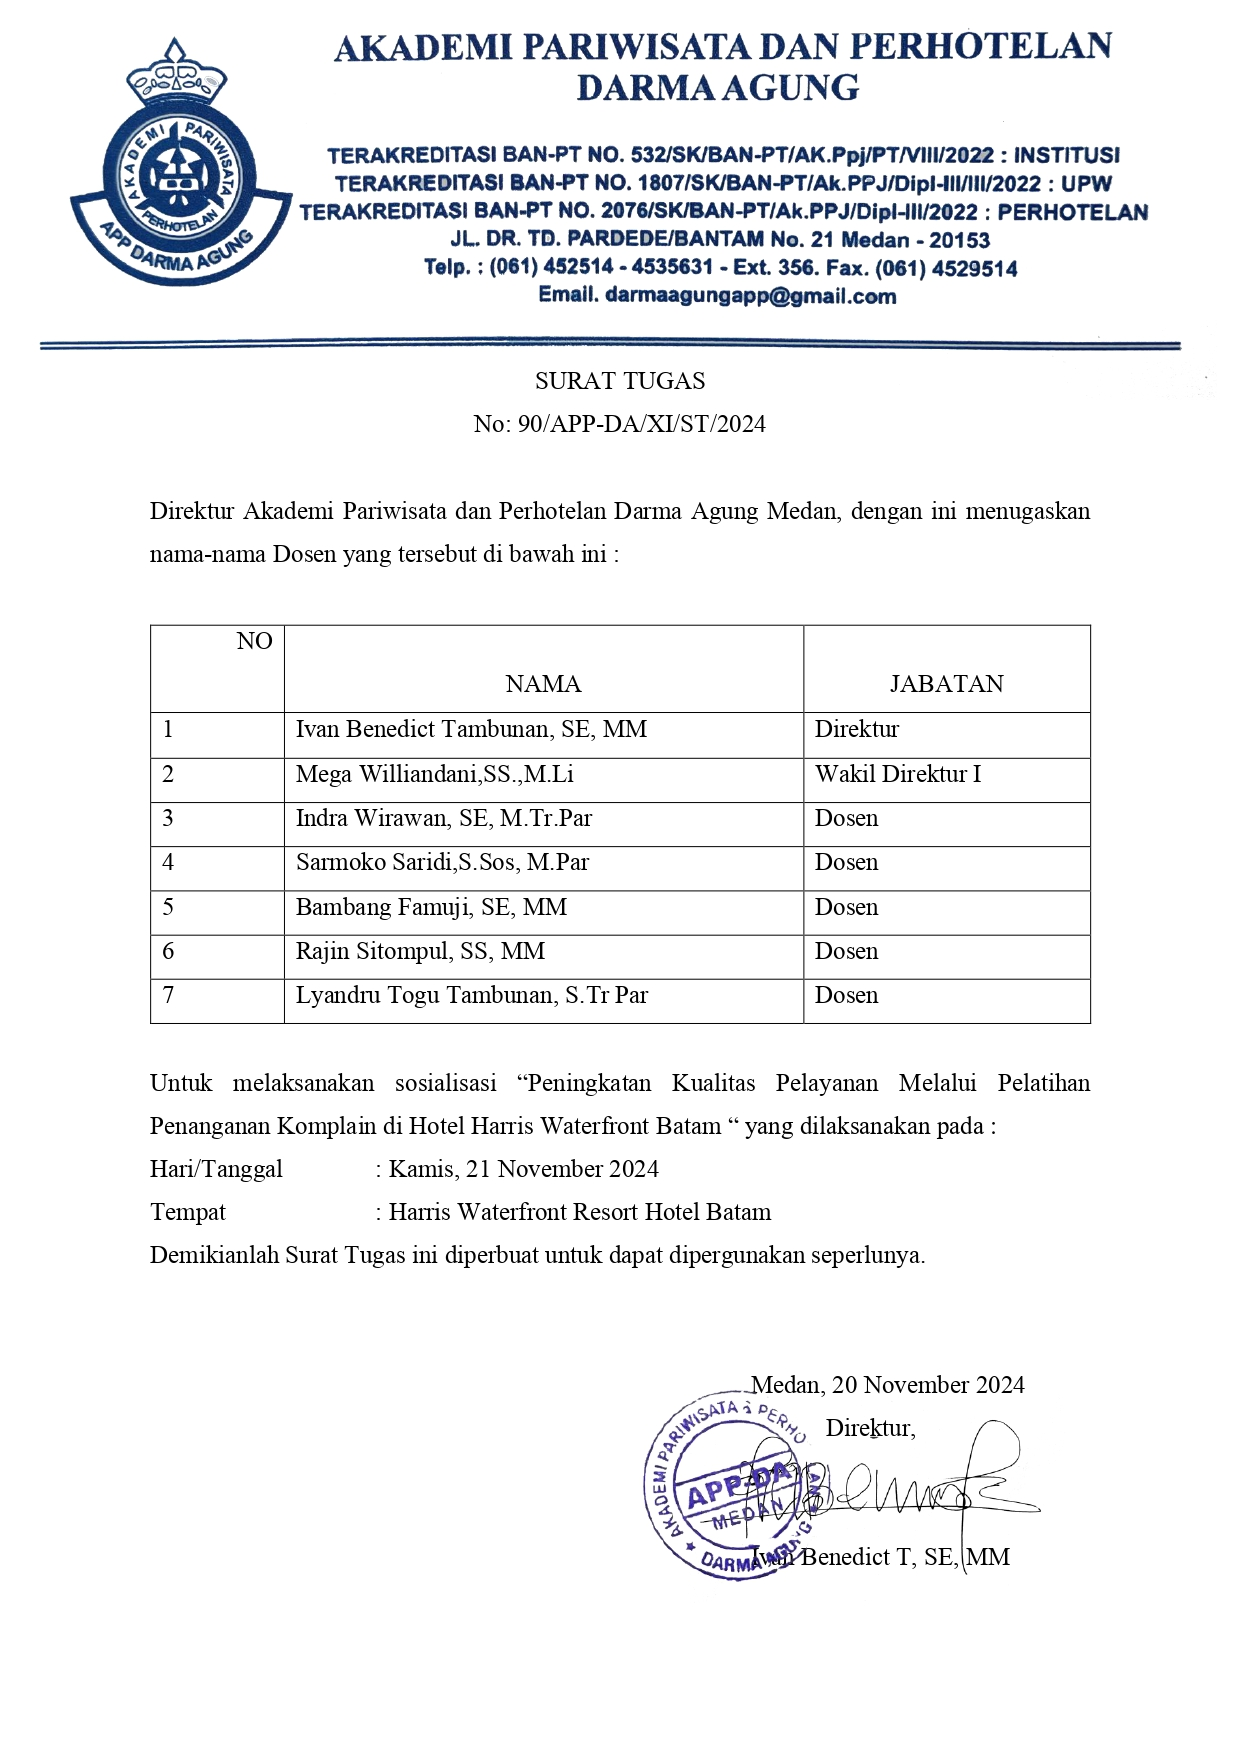 AKADEMI PARIWISATA DAN PERHOTELAN
DARMA AGUNG
TERAKREDITASI BAN-PT NO. 532/SK/BAN-PT/AK.Ppj/PT/VIII/2022 : INSTITUSI
TERAKREDITASI BAN-PT NO. 1807/SK/BAN-PT/Ak.PPJ/Dipl-III/III/2022 : UPW
TERAKREDITASI BAN-PT NO. 2076/SK/BAN-PT/Ak.PPJ/Dipl-III/2022 : PERHOTELAN
JL. DR. TD. PARDEDE/BANTAM No. 21 Medan - 20153
Telp. : (061) 452514 - 4535631 - Ext. 356. Fax. (061) 4529514
Email. darmaagungapp@gmail.com
AKADEMI PARIWISATA
PERHOTELAN
APP DARMA AGUNG
SURAT TUGAS
No: 90/APP-DA/XI/ST/2024
Direktur Akademi Pariwisata dan Perhotelan Darma Agung Medan, dengan ini menugaskan
nama-nama Dosen yang tersebut di bawah ini :
NO NAMA JABATAN
1 Ivan Benedict Tambunan, SE, MM Direktur
2 Mega Williandani,SS.,M.Li Wakil Direktur I
3 Indra Wirawan, SE, M.Tr.Par Dosen
4 Sarmoko Saridi,S.Sos, M.Par Dosen
5 Bambang Famuji, SE, MM Dosen
6 Rajin Sitompul, SS, MM Dosen
7 Lyandru Togu Tambunan, S.Tr Par Dosen
Untuk melaksanakan sosialisasi “Peningkatan Kualitas Pelayanan Melalui Pelatihan
Penanganan Komplain di Hotel Harris Waterfront Batam “ yang dilaksanakan pada :
Hari/Tanggal : Kamis, 21 November 2024
Tempat : Harris Waterfront Resort Hotel Batam
Demikianlah Surat Tugas ini diperbuat untuk dapat dipergunakan seperlunya.
Medan, 20 November 2024
Direktur,
AKADEMI PARIWISATA & PERHO AN
APP-DA
MEDAN
DARMA AGUNG
Ivan Benedict T, SE, MM